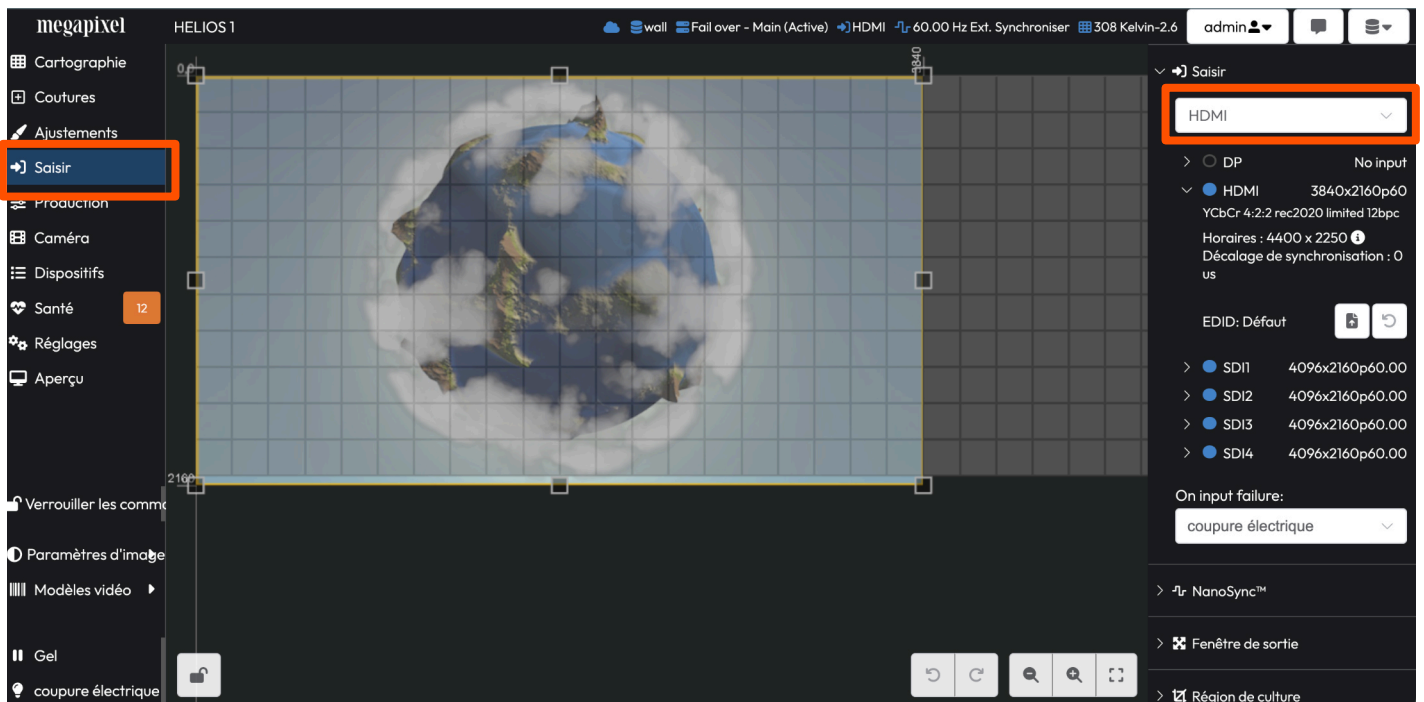 megapixel
HELIOS 1
wall Fail over - Main (Active) HDMI 60.00 Hz Ext. Synchroniser 308 Kelvin-2.6
admin
Cartographie
Coutures
Ajustements
Saisir
Production
Caméra
Dispositifs
Santé 12
Réglages
Aperçu
Verrouiller les comma
Paramètres d'image
Modèles vidéo
Gel
coupure électrique
0,0
3840
2160
Saisir
HDMI
DP No input
HDMI 3840x2160p60
YCbCr 4:2:2 rec2020 limited 12bpc
Horaires : 4400 x 2250
Décalage de synchronisation : 0
us
EDID: Défaut
SDI1 4096x2160p60.00
SDI2 4096x2160p60.00
SDI3 4096x2160p60.00
SDI4 4096x2160p60.00
On input failure:
coupure électrique
NanoSync™
Fenêtre de sortie
Région de culture